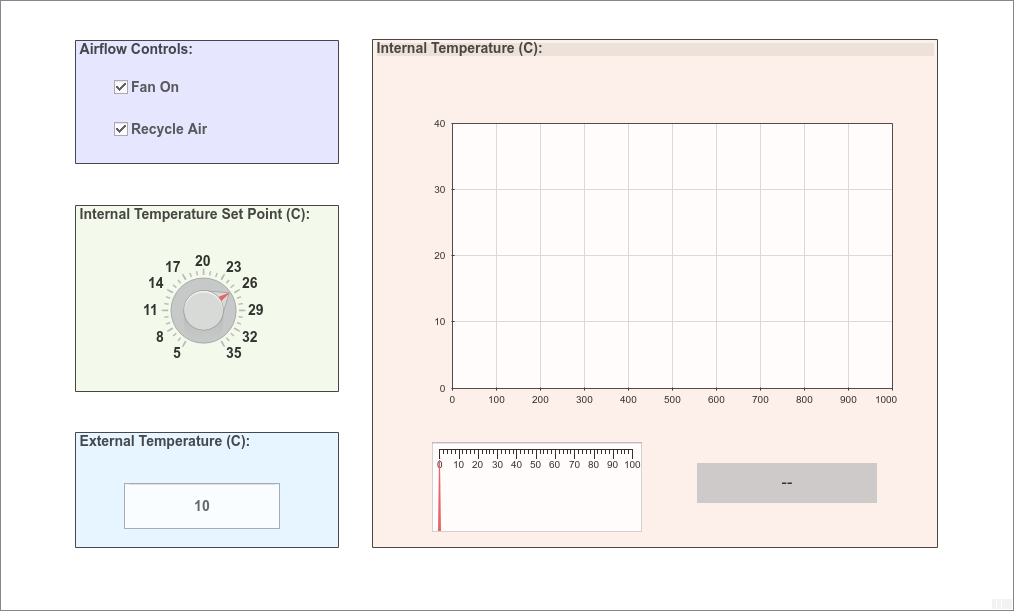 Airflow Controls:
Fan On
Recycle Air
Internal Temperature Set Point (C):
20
17 23
14 26
11 29
8 32
5 35
External Temperature (C):
10
Internal Temperature (C):
40
30
20
10
0
0 100 200 300 400 500 600 700 800 900 1000
0 10 20 30 40 50 60 70 80 90 100
--